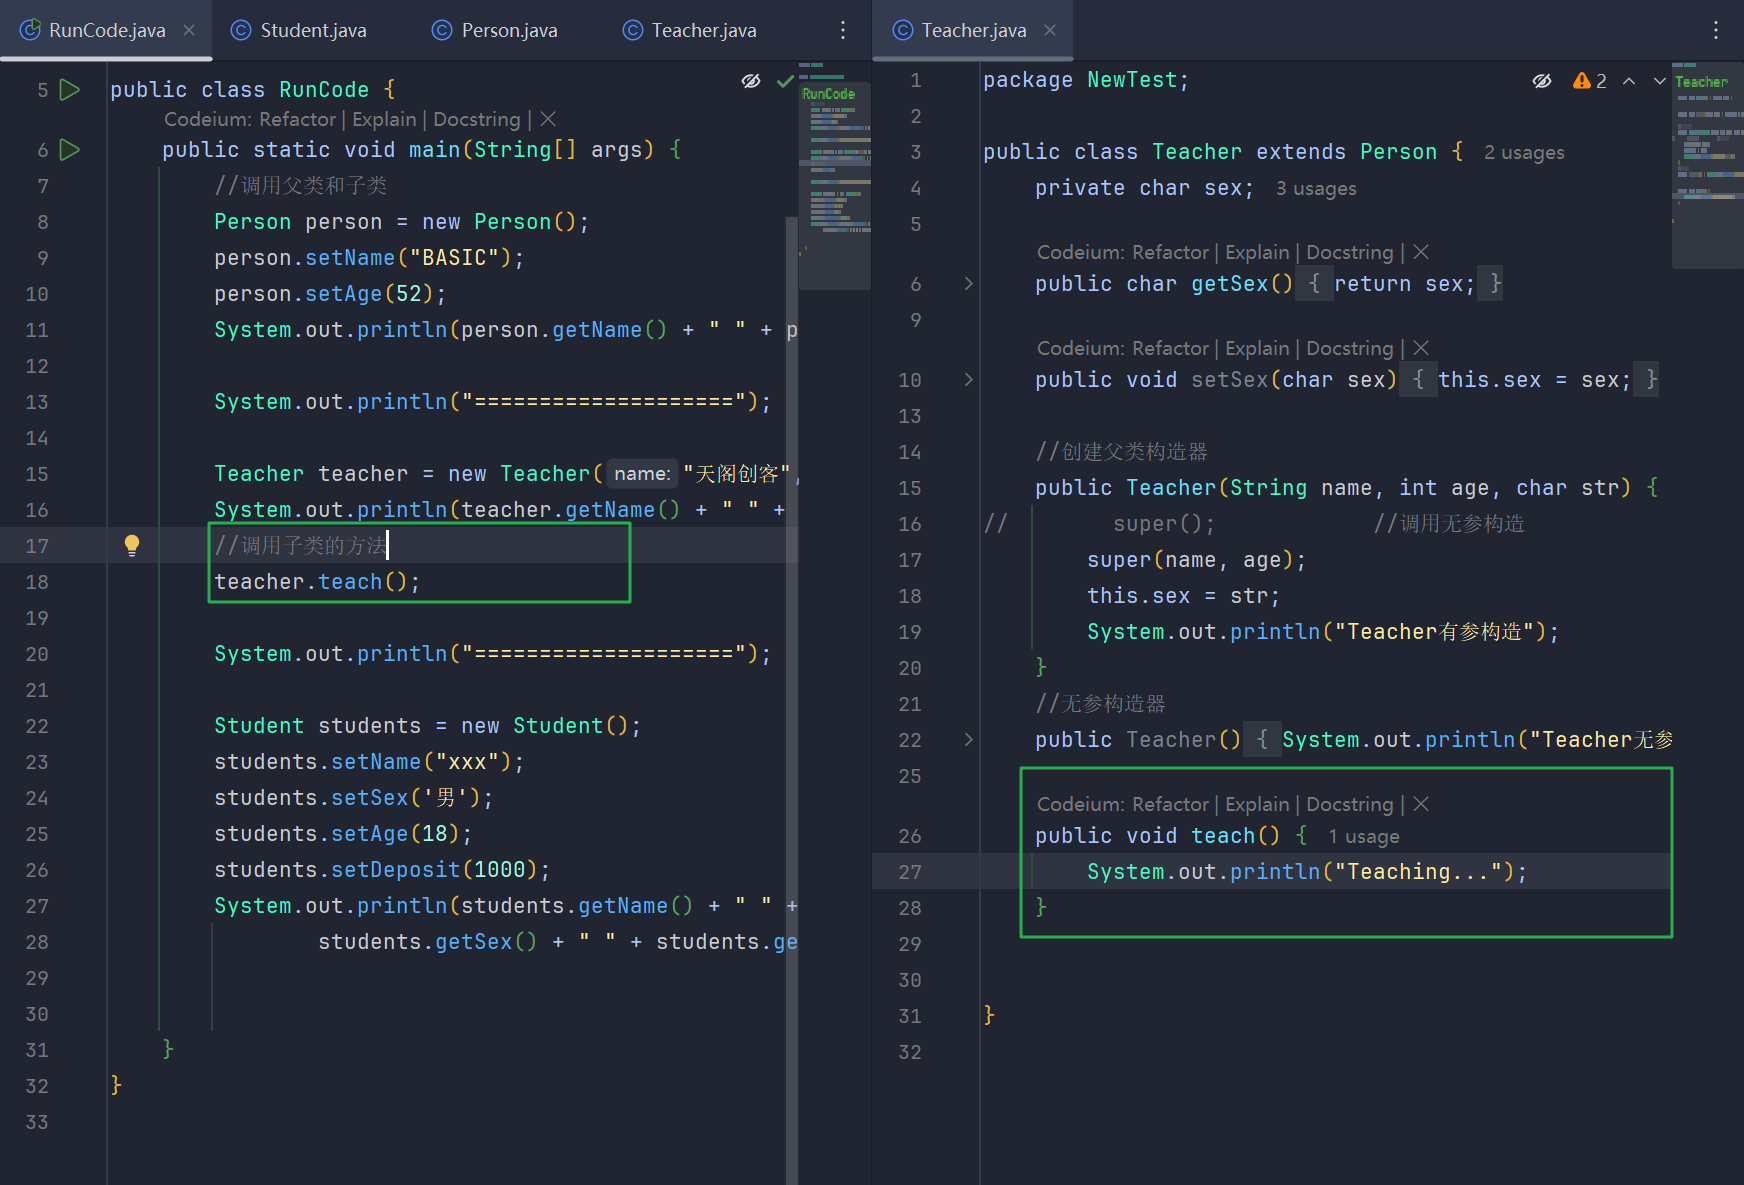 RunCode.java
Student.java
Person.java
Teacher.java
5 public class RunCode {
Codeium: Refactor | Explain | Docstring | ×
6 public static void main(String[] args) {
7 //调用父类和子类
8 Person person = new Person();
9 person.setName("BASIC");
10 person.setAge(52);
11 System.out.println(person.getName() + " " + p
12
13 System.out.println("====================");
14
15 Teacher teacher = new Teacher( name: "天阁创客",
16 System.out.println(teacher.getName() + " " +
17 //调用子类的方法
18 teacher.teach();
19
20 System.out.println("====================");
21
22 Student students = new Student();
23 students.setName("xxx");
24 students.setSex('男');
25 students.setAge(18);
26 students.setDeposit(1000);
27 System.out.println(students.getName() + " " +
28 students.getSex() + " " + students.ge
29
30
31 }
32 }
33
RunCode
Teacher.java
2
1 package NewTest;
2
3 public class Teacher extends Person { 2 usages
4 private char sex; 3 usages
5
Codeium: Refactor | Explain | Docstring | ×
6 public char getSex() { return sex; }
9
Codeium: Refactor | Explain | Docstring | ×
10 public void setSex(char sex) { this.sex = sex; }
13
14 //创建父类构造器
15 public Teacher(String name, int age, char str) {
16 // super(); //调用无参构造
17 super(name, age);
18 this.sex = str;
19 System.out.println("Teacher有参构造");
20 }
21 //无参构造器
22 public Teacher() { System.out.println("Teacher无参
25
Codeium: Refactor | Explain | Docstring | ×
26 public void teach() { 1 usage
27 System.out.println("Teaching...");
28 }
29
30
31 }
32
Teacher